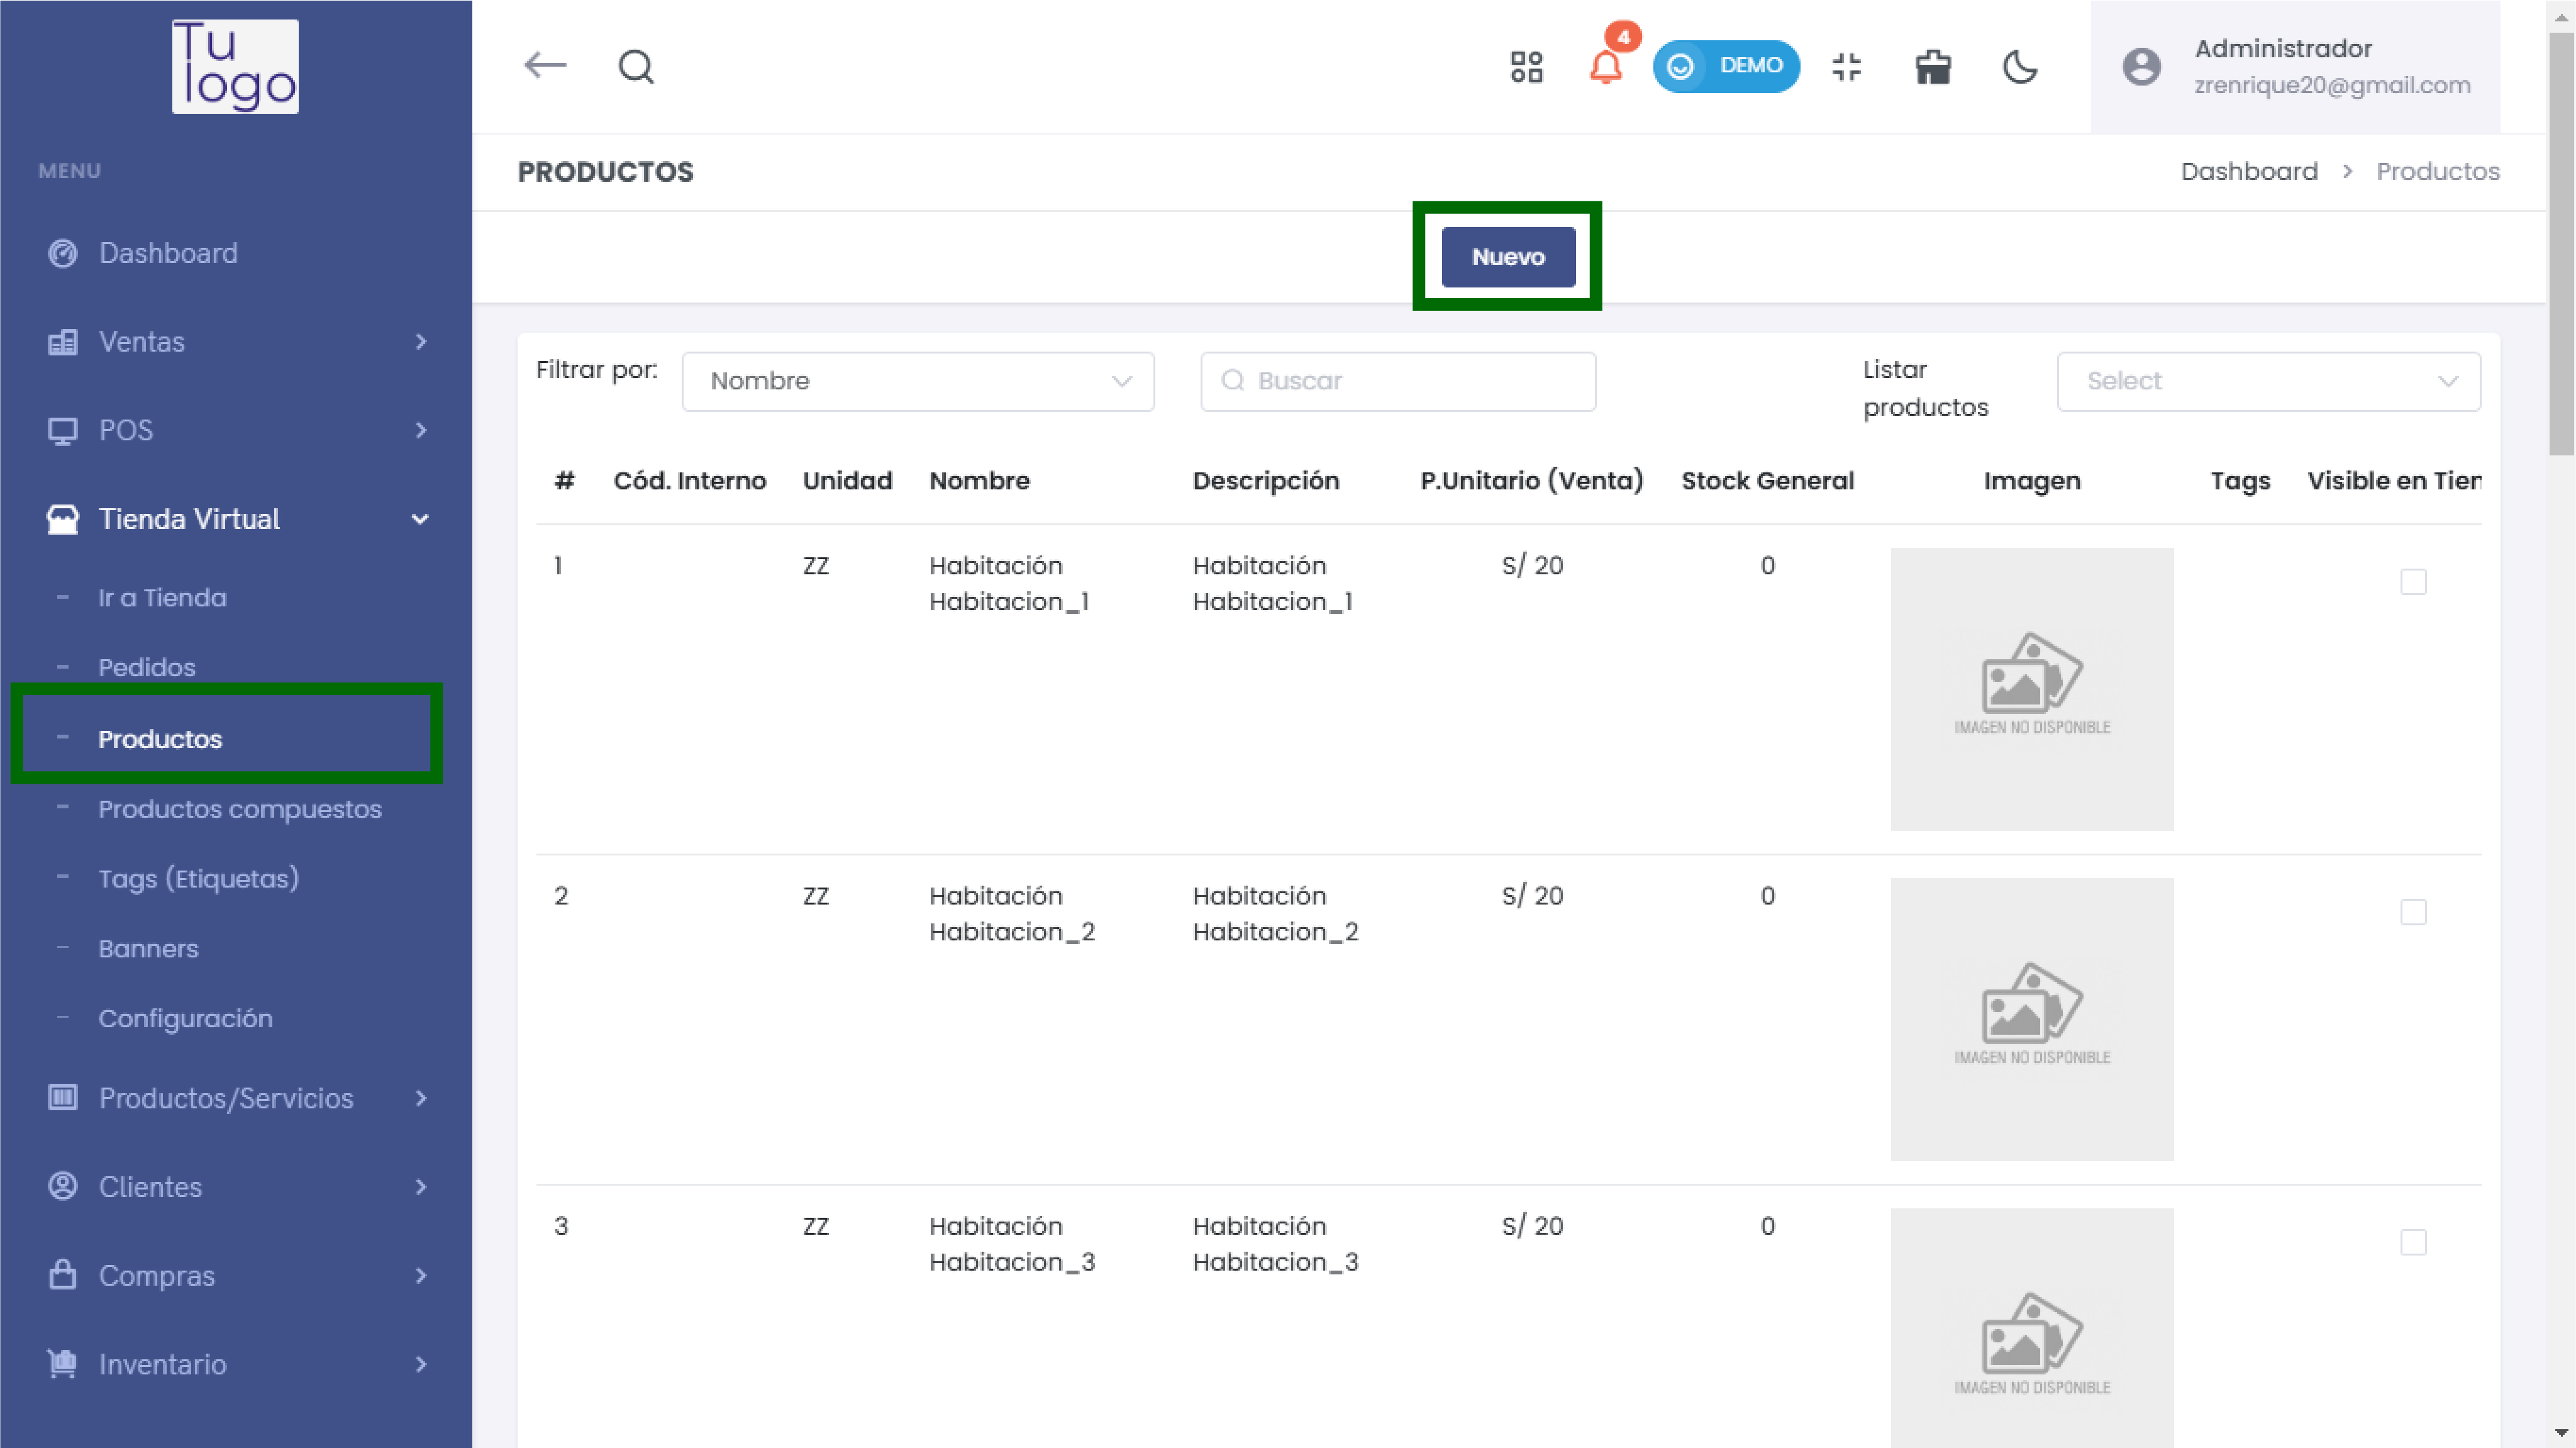 Tu
logo
4
DEMO
Administrador
zrenrique20@gmail.com
MENU
PRODUCTOS
Dashboard > Productos
Dashboard
Nuevo
Ventas
POS
Tienda Virtual
- Ir a Tienda
- Pedidos
- Productos
- Productos compuestos
- Tags (Etiquetas)
- Banners
- Configuración
Productos/Servicios
Clientes
Compras
Inventario
Filtrar por: Nombre Buscar
Listar
productos
Select
# Cód. Interno Unidad Nombre Descripción P.Unitario (Venta) Stock General Imagen Tags Visible en Tien
1 ZZ Habitación Habitación S/ 20 0
Habitacion_1 Habitacion_1
IMAGEN NO DISPONIBLE
2 ZZ Habitación Habitación S/ 20 0
Habitacion_2 Habitacion_2
IMAGEN NO DISPONIBLE
3 ZZ Habitación Habitación S/ 20 0
Habitacion_3 Habitacion_3
IMAGEN NO DISPONIBLE